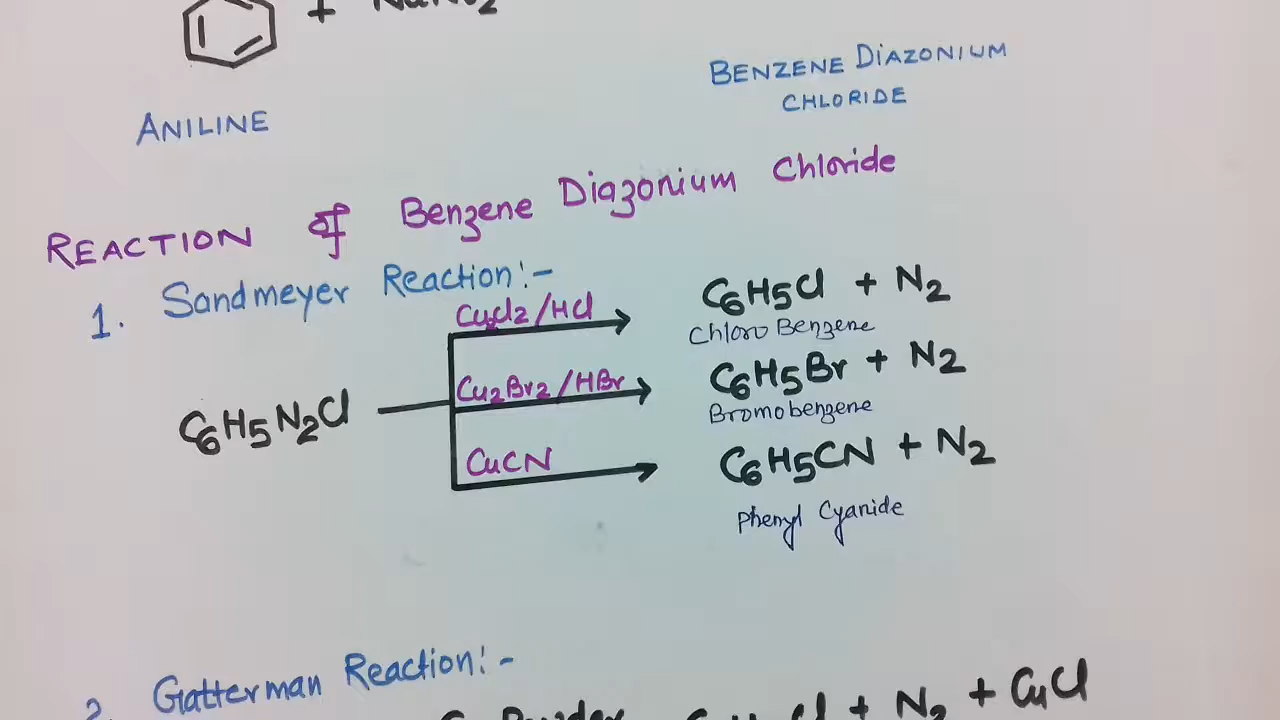 + NaNO2
BENZENE DIAZONIUM
CHLORIDE
ANILINE
REACTION of Benzene Diazonium Chloride
1. Sandmeyer Reaction:-
C6H5N2Cl
Cu2Cl2/HCl
C6H5Cl + N2
Chloro Benzene
Cu2Br2/HBr
C6H5Br + N2
Bromobenzene
CuCN
C6H5CN + N2
Phenyl Cyanide
2. Gatterman Reaction:-
+ N2 + CuCl